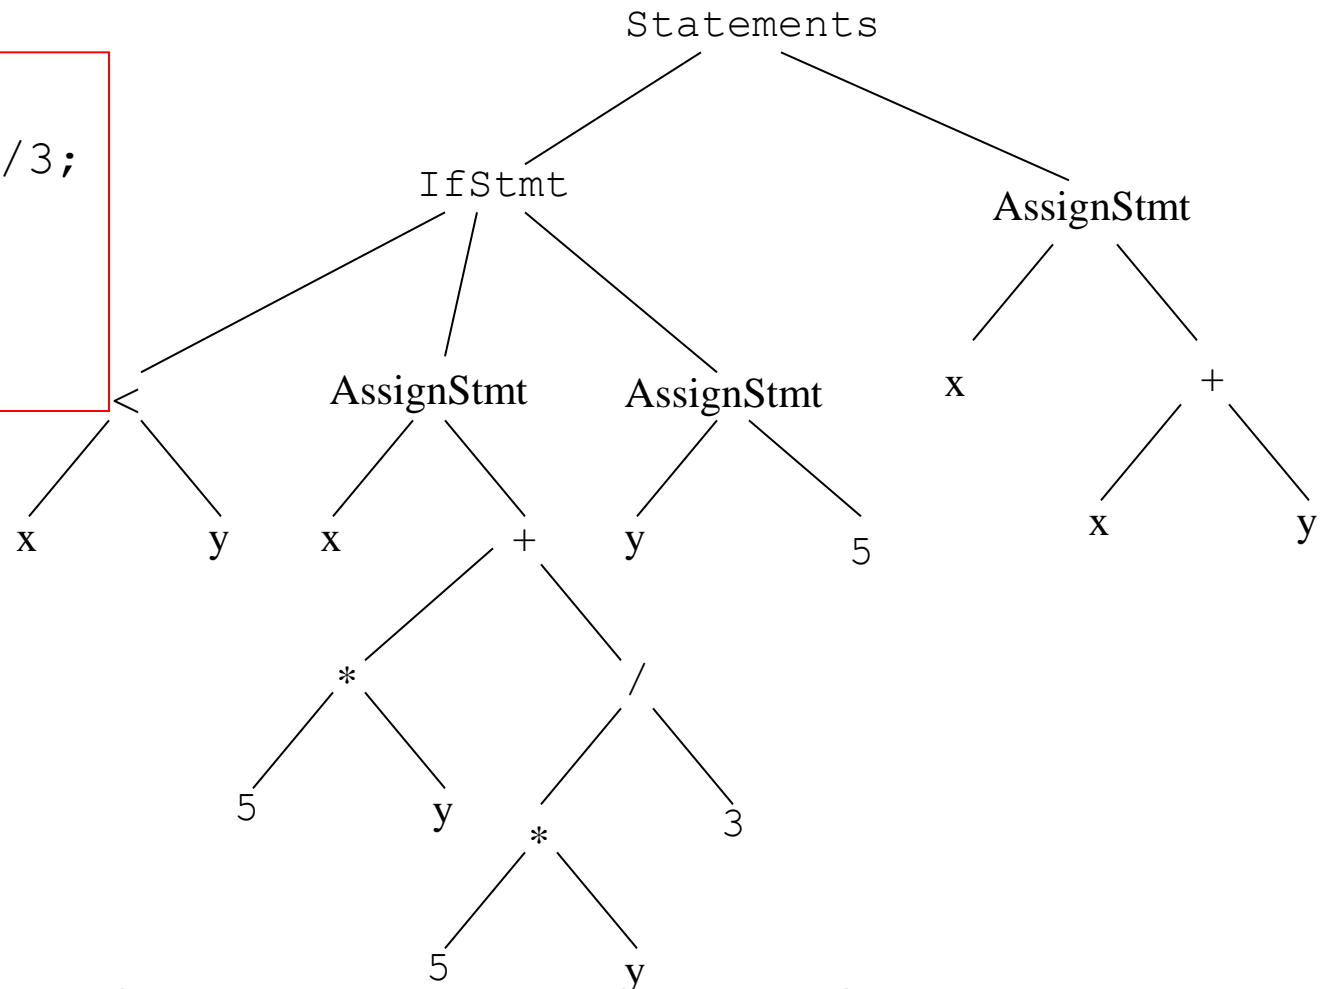 Statements
/3;
IfStmt
AssignStmt
< AssignStmt AssignStmt x +
x y x + y 5 x y
* /
5 y * 3
5 y